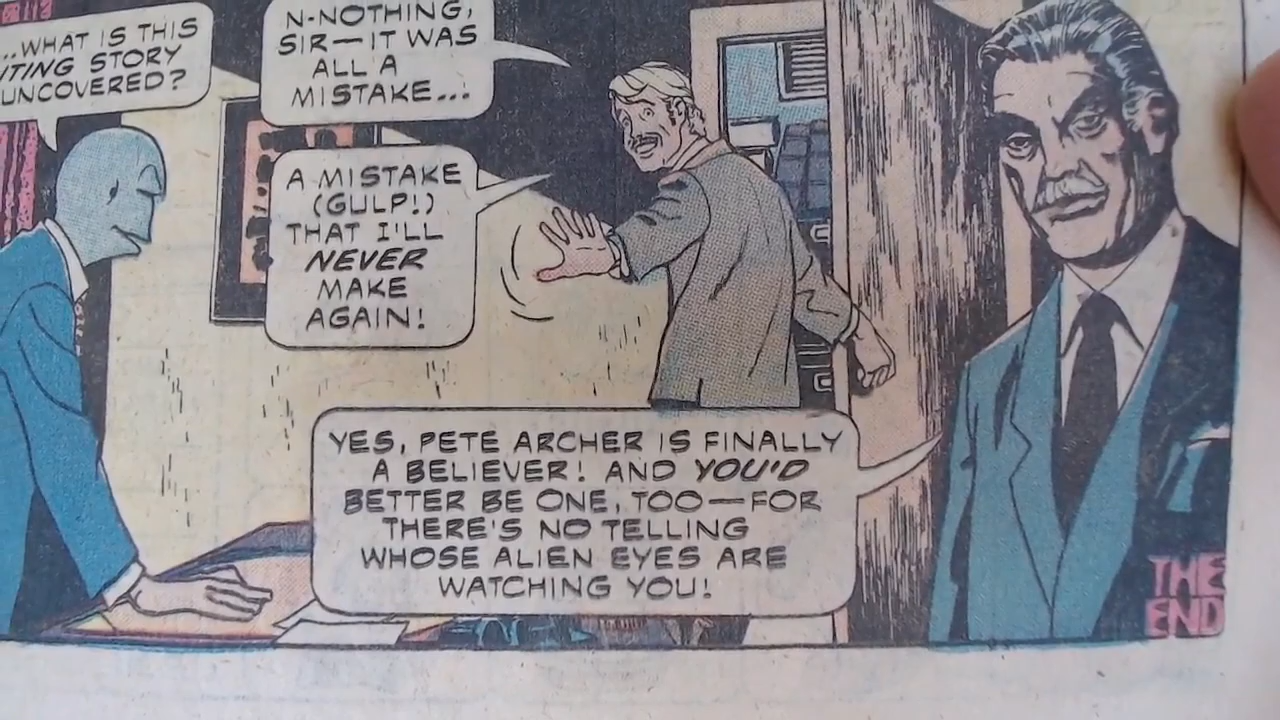 ...WHAT IS THIS
ITING STORY
UNCOVERED?
N-NOTHING,
SIR—IT WAS
ALL A
MISTAKE...
A MISTAKE
(GULP!)
THAT I'LL
NEVER
MAKE
AGAIN!
YES, PETE ARCHER IS FINALLY
A BELIEVER! AND YOU'D
BETTER BE ONE, TOO—FOR
THERE'S NO TELLING
WHOSE ALIEN EYES ARE
WATCHING YOU!
THE
END